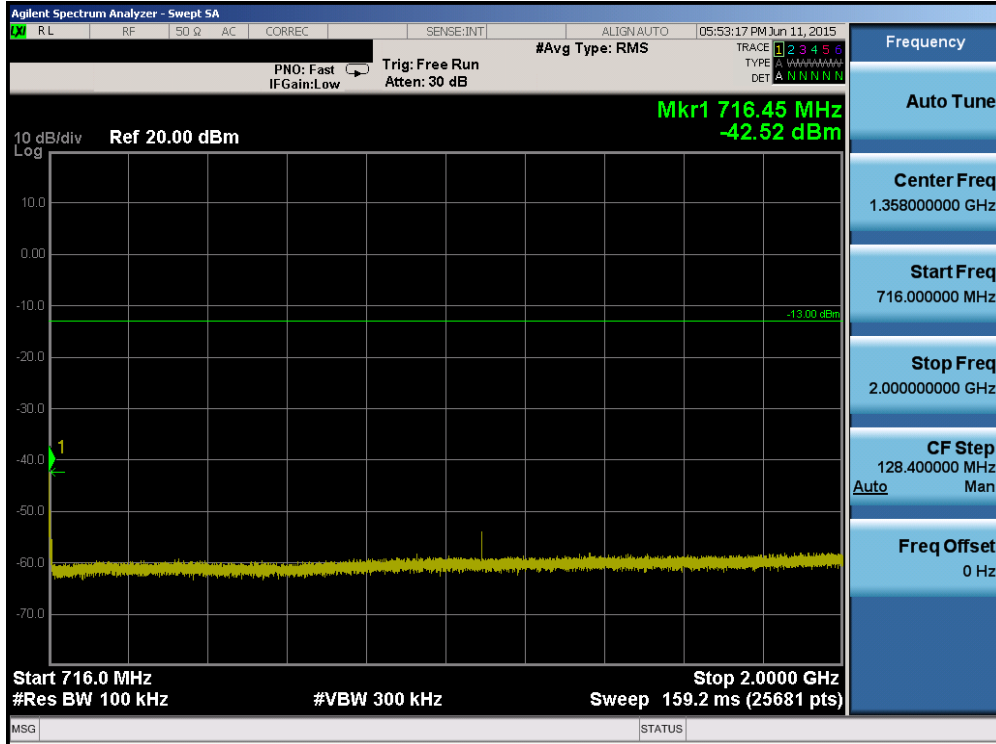 Agilent Spectrum Analyzer - Swept SA
LXI RL RF 50 Ω AC CORREC SENSE:INT ALIGN AUTO 05:53:17 PM Jun 11, 2015
#Avg Type: RMS
TRACE 1 2 3 4 5 6
PNO: Fast Trig: Free Run
TYPE A WWWWW
IFGain:Low Atten: 30 dB
DET A N N N N N
Mkr1 716.45 MHz
-42.52 dBm
10 dB/div Ref 20.00 dBm
Log
10.0
0.00
-10.0
-13.00 dBm
-20.0
-30.0
1
-40.0
-50.0
-60.0
-70.0
Start 716.0 MHz Stop 2.0000 GHz
#Res BW 100 kHz #VBW 300 kHz Sweep 159.2 ms (25681 pts)
MSG STATUS
Frequency
Auto Tune
Center Freq
1.358000000 GHz
Start Freq
716.000000 MHz
Stop Freq
2.000000000 GHz
CF Step
128.400000 MHz
Auto Man
Freq Offset
0 Hz